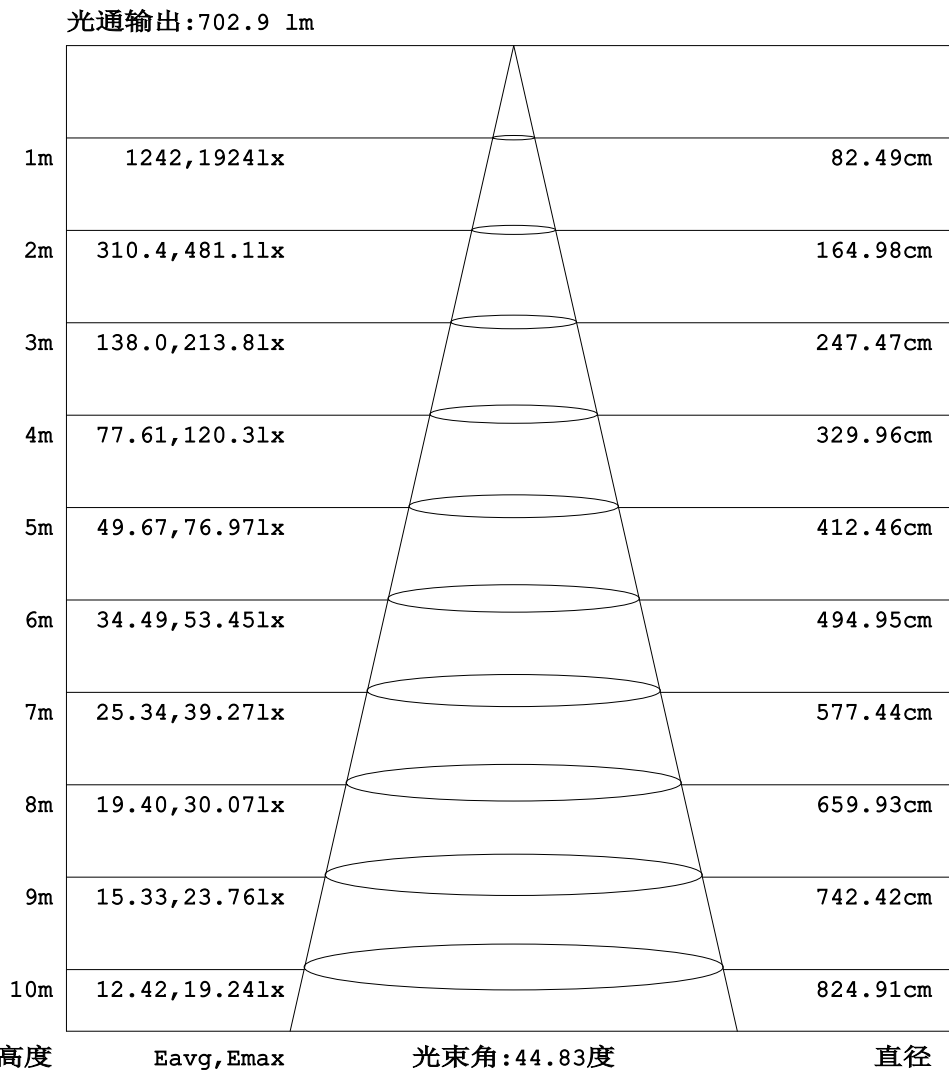 光通输出:702.9 lm
1m 1242,1924lx 82.49cm
2m 310.4,481.1lx 164.98cm
3m 138.0,213.8lx 247.47cm
4m 77.61,120.3lx 329.96cm
5m 49.67,76.97lx 412.46cm
6m 34.49,53.45lx 494.95cm
7m 25.34,39.27lx 577.44cm
8m 19.40,30.07lx 659.93cm
9m 15.33,23.76lx 742.42cm
10m 12.42,19.24lx 824.91cm
高度 Eavg,Emax 光束角:44.83度 直径